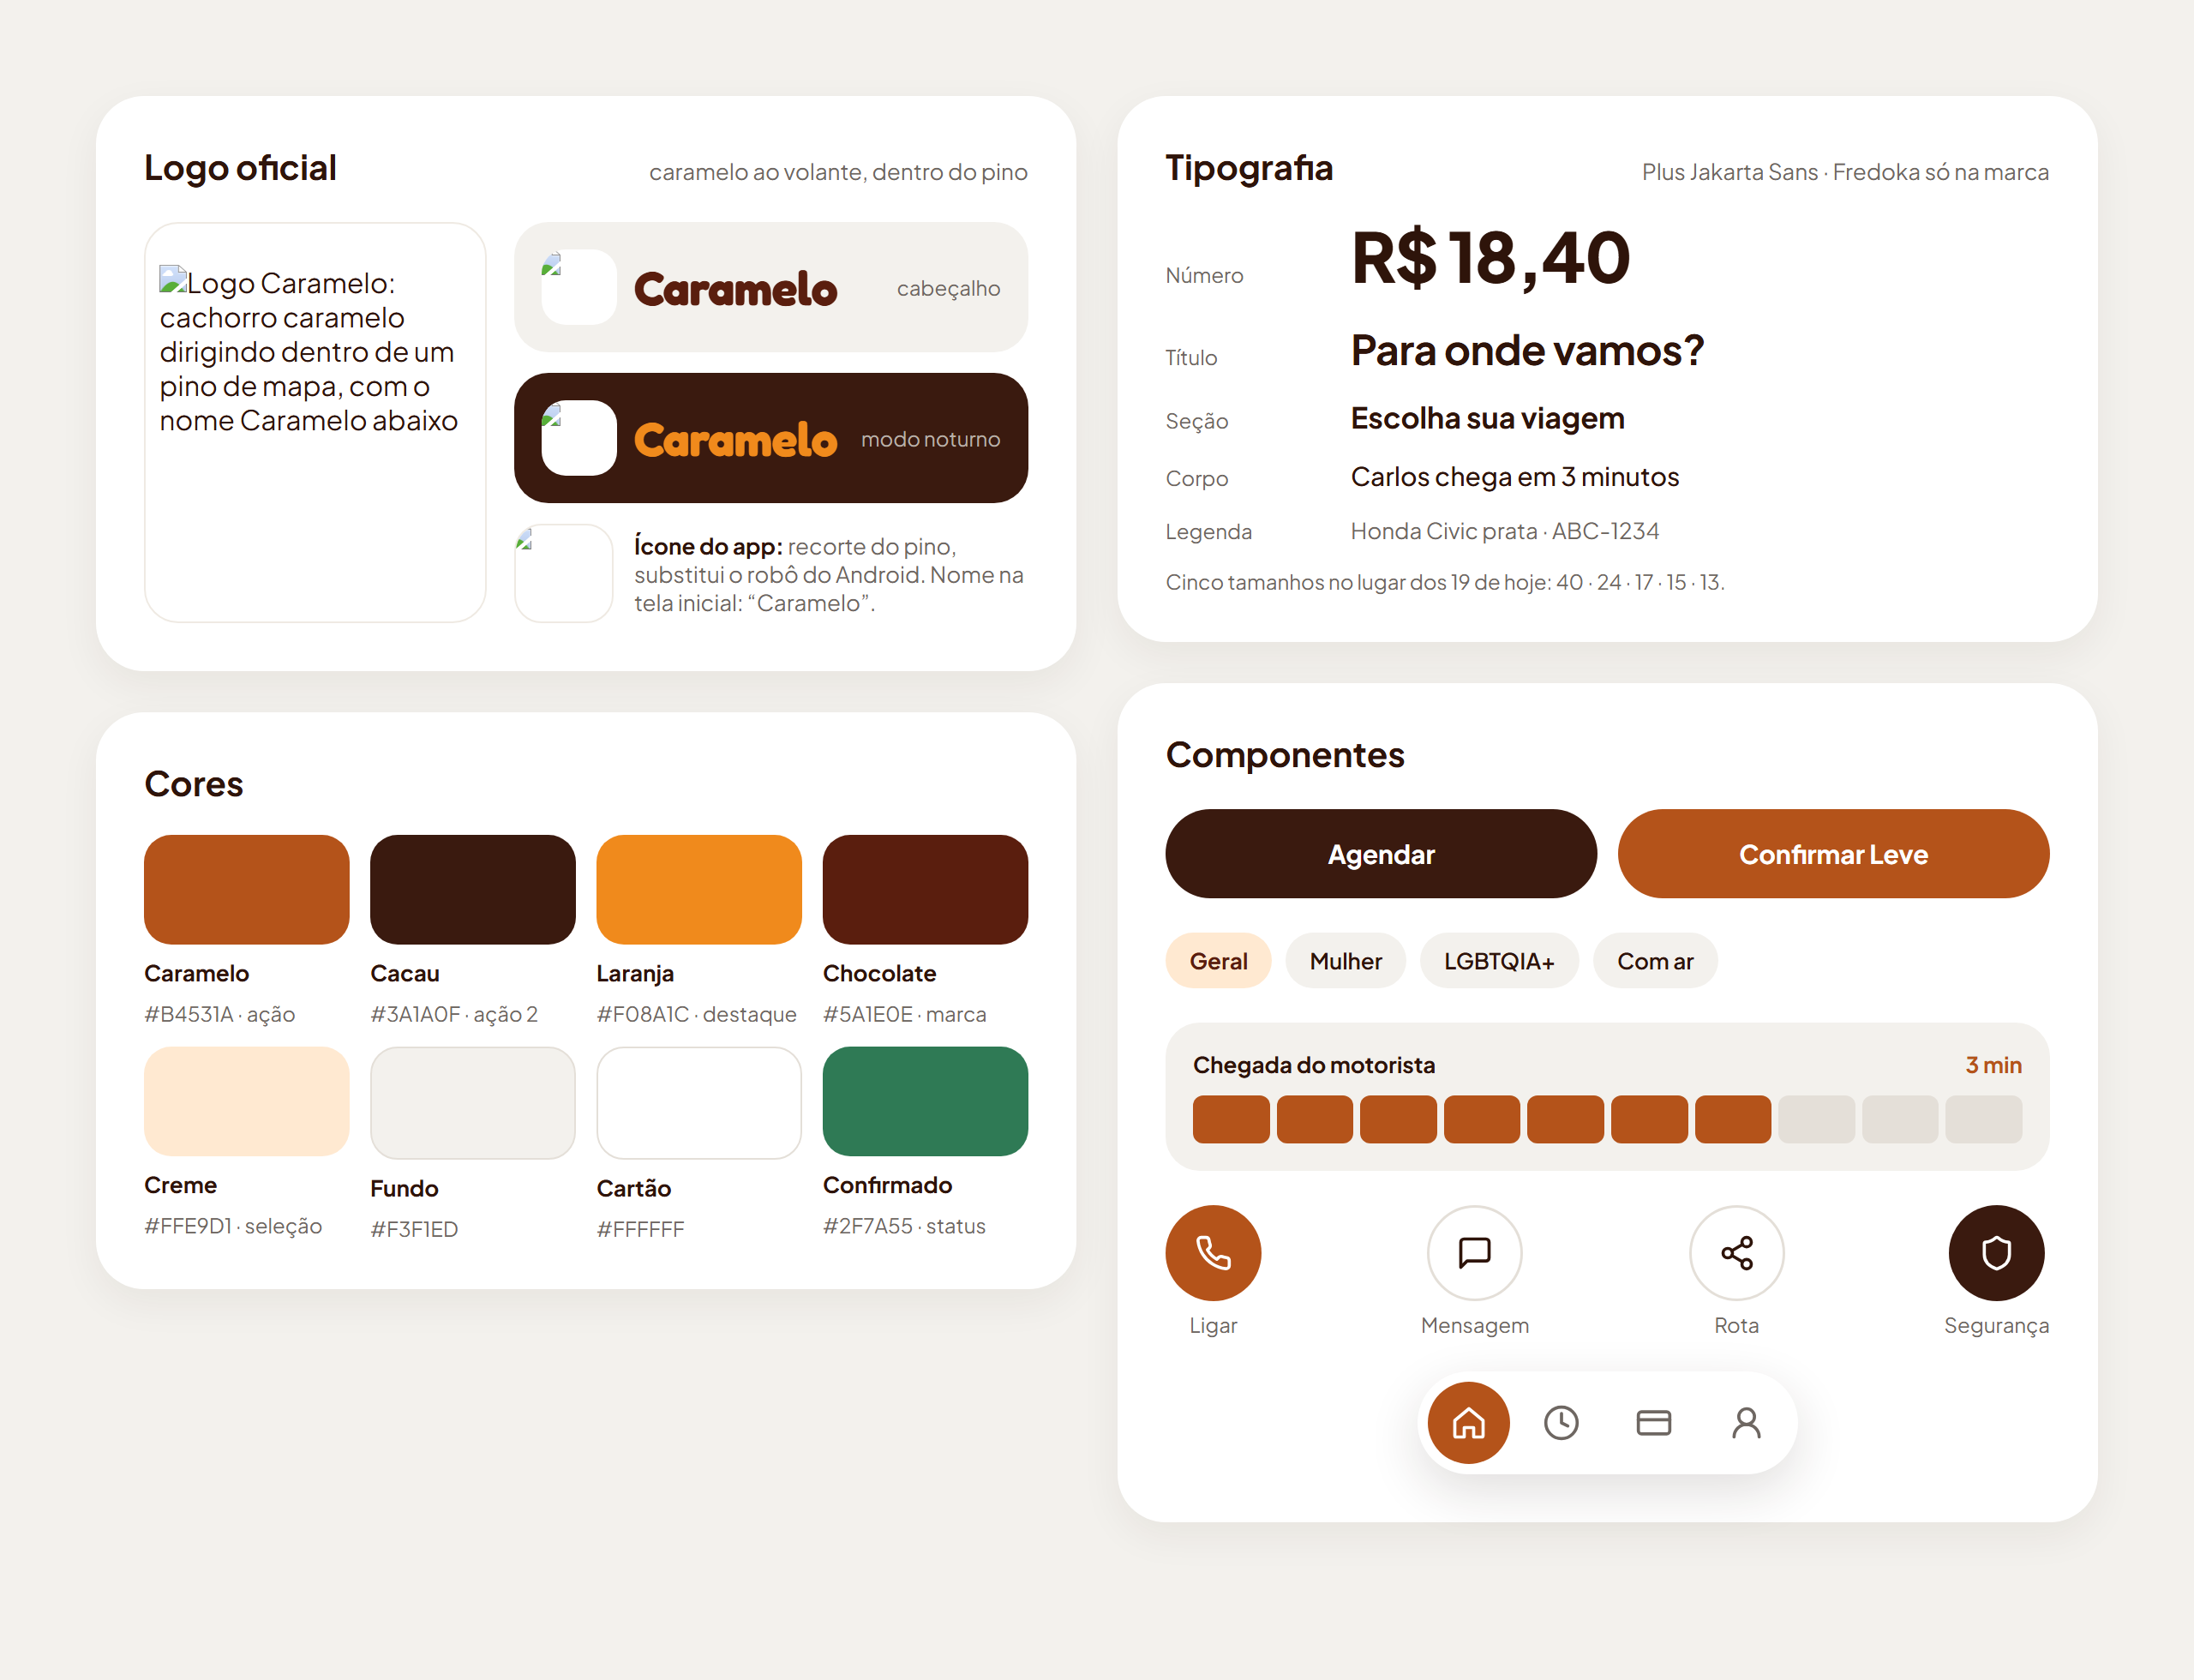 Logo oficial
caramelo ao volante, dentro do pino
Logo Caramelo:
cachorro caramelo
dirigindo dentro de um
pino de mapa, com o
nome Caramelo abaixo
Caramelo
cabeçalho
Caramelo
modo noturno
Ícone do app: recorte do pino,
substitui o robô do Android. Nome na
tela inicial: “Caramelo”.
Cores
Caramelo
#B4531A · ação
Cacau
#3A1A0F · ação 2
Laranja
#F08A1C · destaque
Chocolate
#5A1E0E · marca
Creme
#FFE9D1 · seleção
Fundo
#F3F1ED
Cartão
#FFFFFF
Confirmado
#2F7A55 · status
Tipografia
Plus Jakarta Sans · Fredoka só na marca
Número
R$ 18,40
Título
Para onde vamos?
Seção
Escolha sua viagem
Corpo
Carlos chega em 3 minutos
Legenda
Honda Civic prata · ABC-1234
Cinco tamanhos no lugar dos 19 de hoje: 40 · 24 · 17 · 15 · 13.
Componentes
Agendar
Confirmar Leve
Geral
Mulher
LGBTQIA+
Com ar
Chegada do motorista
3 min
Ligar
Mensagem
Rota
Segurança